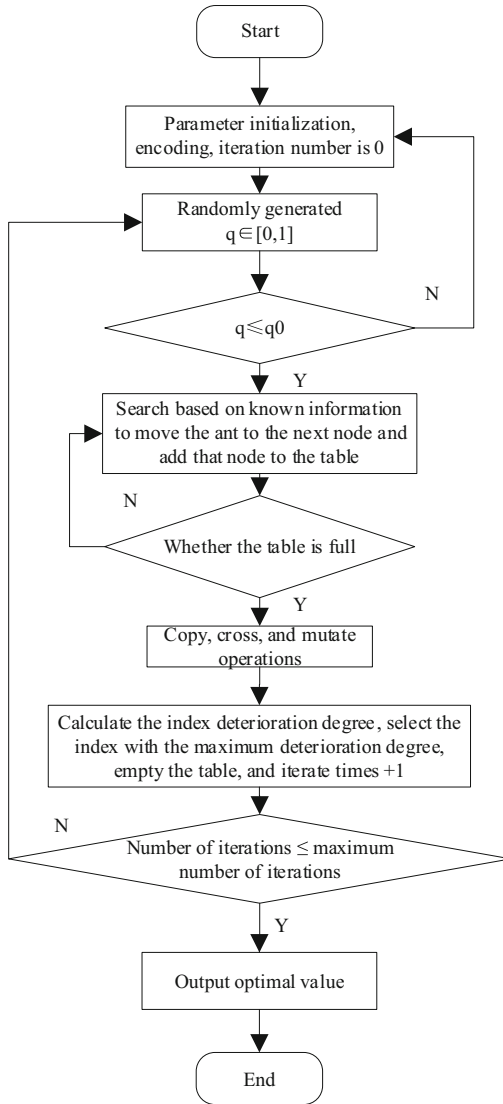 Start
Parameter initialization,
encoding, iteration number is 0
Randomly generated
q∈[0,1]
N
q≤q0
Y
Search based on known information
to move the ant to the next node and
add that node to the table
N
Whether the table is full
Y
Copy, cross, and mutate
operations
Calculate the index deterioration degree, select the
index with the maximum deterioration degree,
empty the table, and iterate times +1
N
Number of iterations ≤ maximum
number of iterations
Y
Output optimal value
End